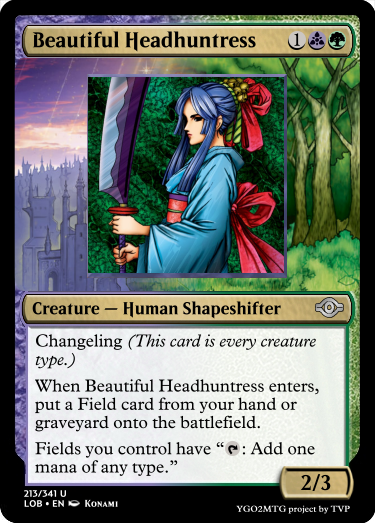 Beautiful Headhuntress 1
Creature — Human Shapeshifter
Changeling (This card is every creature
type.)
When Beautiful Headhuntress enters,
put a Field card from your hand or
graveyard onto the battlefield.
Fields you control have “: Add one
mana of any type.”
2/3
213/341 U
LOB • EN Konami
YGO2MTG project by TVP